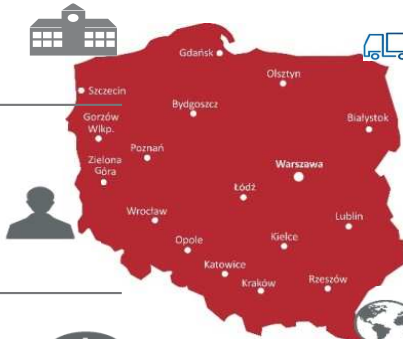 Gdańsk
Olsztyn
Szczecin
Bydgoszcz
Gorzów
Wlkp.
Białystok
Poznań
Zielona
Góra
Warszawa
Łódź
Wrocław
Lublin
Opole
Kielce
Katowice
Kraków
Rzeszów